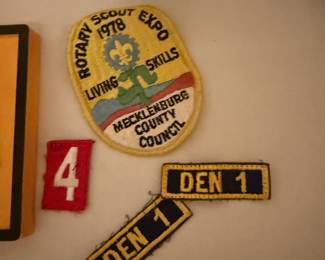 ROTARY SCOUT EXPO
1978
LIVING SKILLS
MECKLENBURG
COUNTY
COUNCIL
4
DEN 1
DEN 1